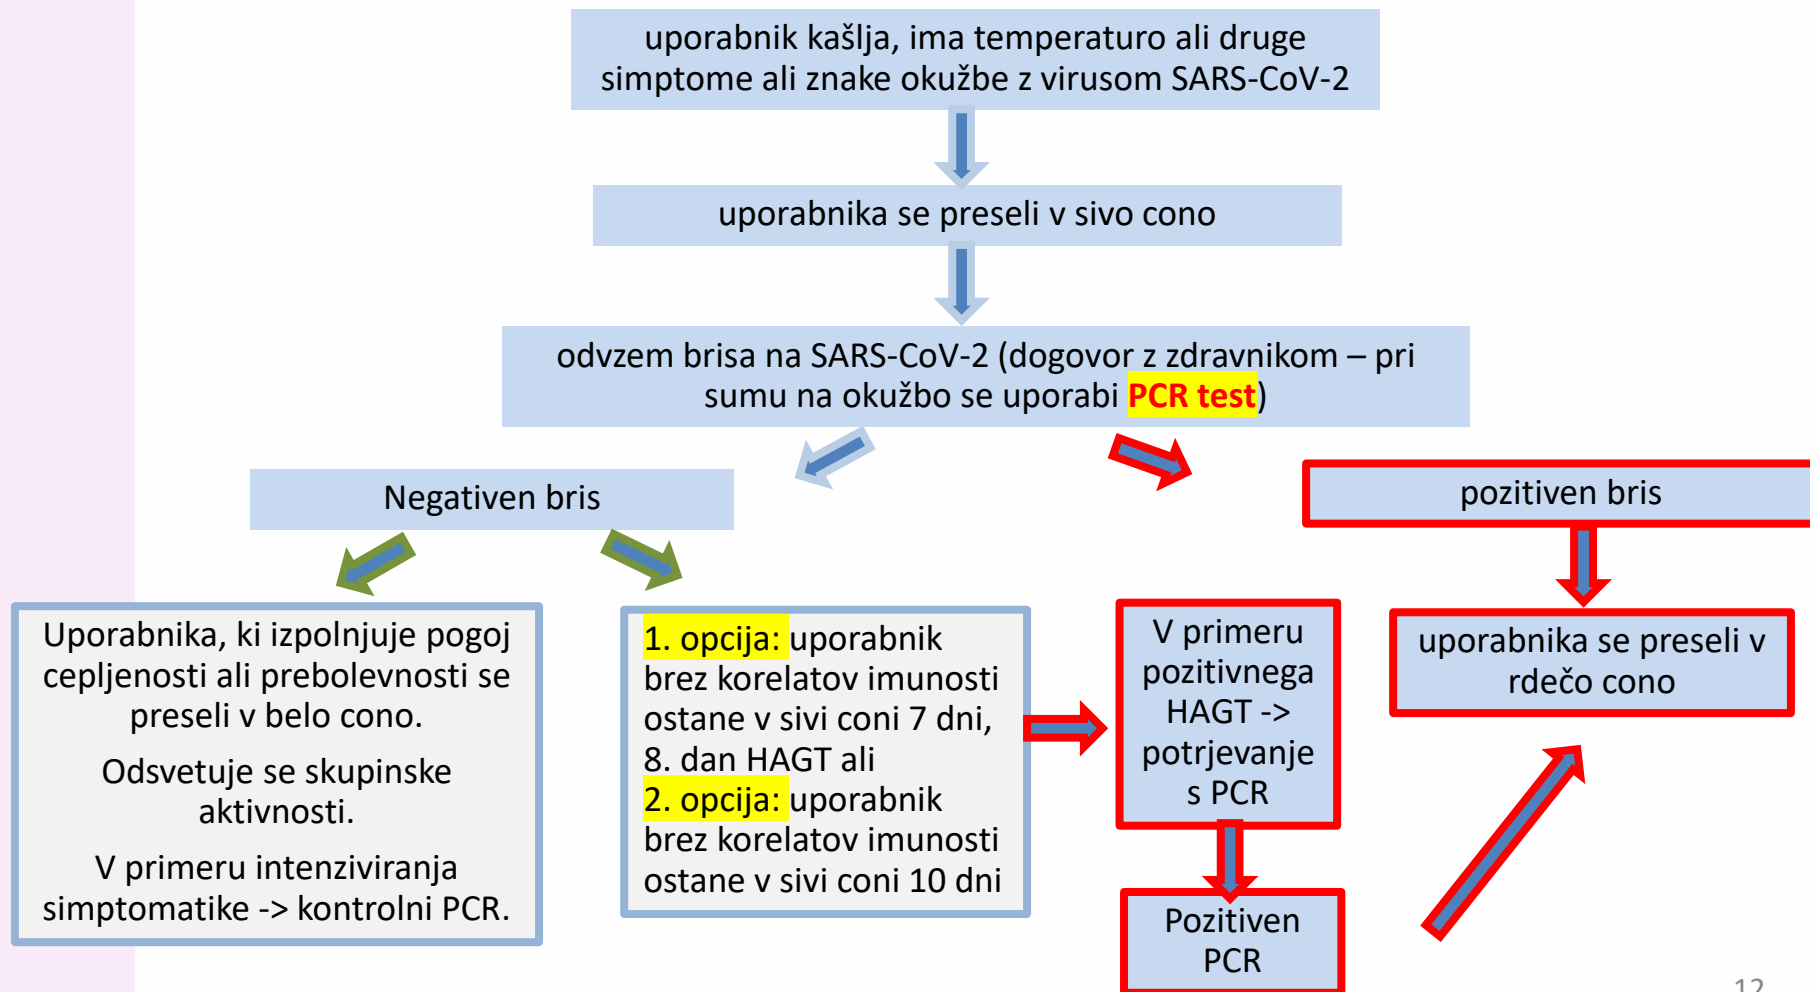 uporabnik kašlja, ima temperaturo ali druge
simptome ali znake okužbe z virusom SARS-CoV-2
uporabnika se preseli v sivo cono
odvzem brisa na SARS-CoV-2 (dogovor z zdravnikom – pri
sumu na okužbo se uporabi PCR test)
Negativen bris
pozitiven bris
Uporabnika, ki izpolnjuje pogoj
cepljenosti ali prebolevnosti se
preseli v belo cono.
Odsvetuje se skupinske
aktivnosti.
V primeru intenziviranja
simptomatike -> kontrolni PCR.
1. opcija: uporabnik
brez korelatov imunosti
ostane v sivi coni 7 dni,
8. dan HAGT ali
2. opcija: uporabnik
brez korelatov imunosti
ostane v sivi coni 10 dni
V primeru
pozitivnega
HAGT ->
potrjevanje
s PCR
Pozitiven
PCR
uporabnika se preseli v
rdečo cono
12